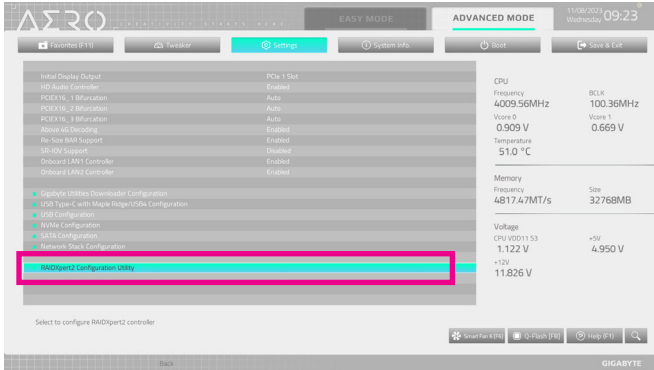 AERO
EASY MODE
ADVANCED MODE
11/08/2023
Wednesday 09:23
Favorites (F11)
Tweaker
Settings
System Info.
Boot
Save & Exit
Initial Display Output PCIe 1 Slot
HD Audio Controller Enabled
PCIEX16_1 Bifurcation Auto
PCIEX16_2 Bifurcation Auto
PCIEX16_3 Bifurcation Auto
Above 4G Decoding Enabled
Re-Size BAR Support Enabled
SR-IOV Support Disabled
Onboard LAN1 Controller Enabled
Onboard LAN2 Controller Enabled
Gigabyte Utilities Downloader Configuration
USB Type-C with Maple Ridge/USB4 Configuration
USB Configuration
NVMe Configuration
SATA Configuration
Network Stack Configuration
RAIDXpert2 Configuration Utility
Select to configure RAIDXpert2 controller
CPU
Frequency BCLK
4009.56MHz 100.36MHz
Vcore 0 Vcore 1
0.909 V 0.669 V
Temperature
51.0 °C
Memory
Frequency Size
4817.47MT/s 32768MB
Voltage
CPU VDD11 S3 +5V
1.122 V 4.950 V
+12V
11.826 V
Smart Fan 6 [F6]
Q-Flash [F8]
Help (F1)
Back
GIGABYTE